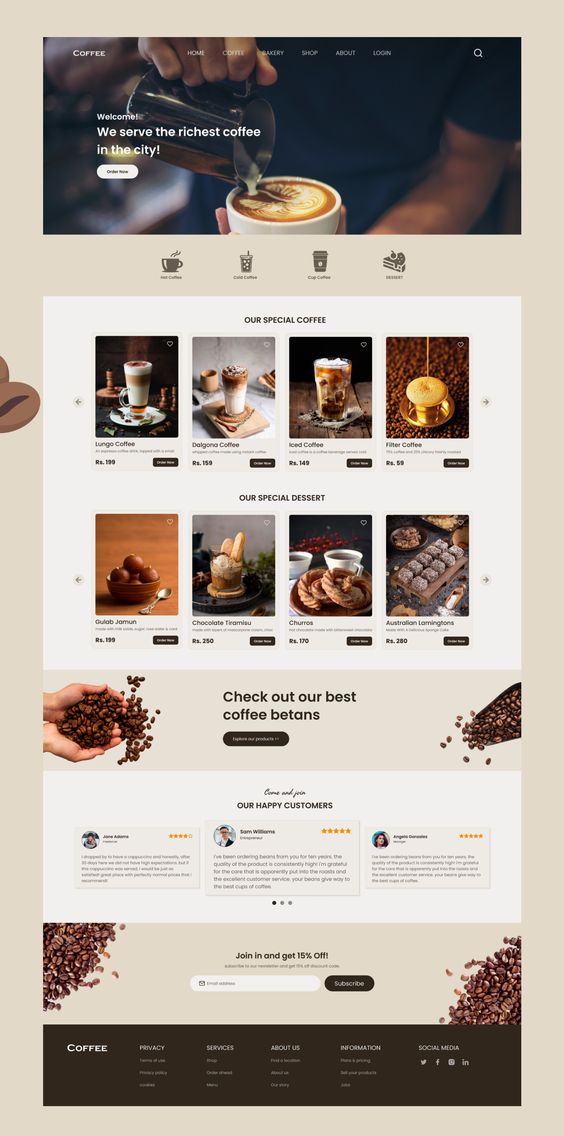 COFFEE
HOME COFFEE BAKERY SHOP ABOUT LOGIN
Welcome!
We serve the richest coffee
in the city!
Order Now
Hot Coffee
Cold Coffee
Cup Coffee
DESSERT
OUR SPECIAL COFFEE
Lungo Coffee
An espresso coffee drink, topped with a small
Rs. 199
Order Now
Dalgona Coffee
whipped coffee made using instant coffee
Rs. 159
Order Now
Iced Coffee
Iced coffee is a coffee beverage served cold
Rs. 149
Order Now
Filter Coffee
75% coffee and 25% chicory freshly roasted
Rs. 59
Order Now
OUR SPECIAL DESSERT
Gulab Jamun
made with milk solids, sugar, rose water & card
Rs. 199
Order Now
Chocolate Tiramisu
made with layers of mascarpone cream, choc
Rs. 250
Order Now
Churros
Hot chocolate made with bittersweet chocolate
Rs. 170
Order Now
Australian Lamingtons
Made With A Delicious Sponge Cake
Rs. 280
Order Now
Check out our best
coffee betans
Explore our products >>
Come and join
OUR HAPPY CUSTOMERS
Jane Adams
Freelancer
I dropped by to have a cappuccino and honestly, after
30 days here we did not have high expectations. but if
this cappuccino was served, I would be just as
satisfied! great place with perfectly normal prices that I
recommend!
Sam Williams
Entrepreneur
I've been ordering beans from you for ten years, the
quality of the product is consistently high! I'm grateful
for the care that is apparently put into the roasts and
the excellent customer service. your beans give way to
the best cups of coffee.
Angela Gonzalez
Manager
I've been ordering beans from you for ten years, the
quality of the product is consistently high! I'm grateful
for the care that is apparently put into the roasts and
the excellent customer service. your beans give way to
the best cups of coffee.
Join in and get 15% Off!
subscribe to our newsletter and get 15% off discount code.
Email address
Subscribe
COFFEE
PRIVACY
Terms of use
Privacy policy
cookies
SERVICES
Shop
Order ahead
Menu
ABOUT US
Find a location
About us
Our story
INFORMATION
Plans & pricing
Sell your products
Jobs
SOCIAL MEDIA